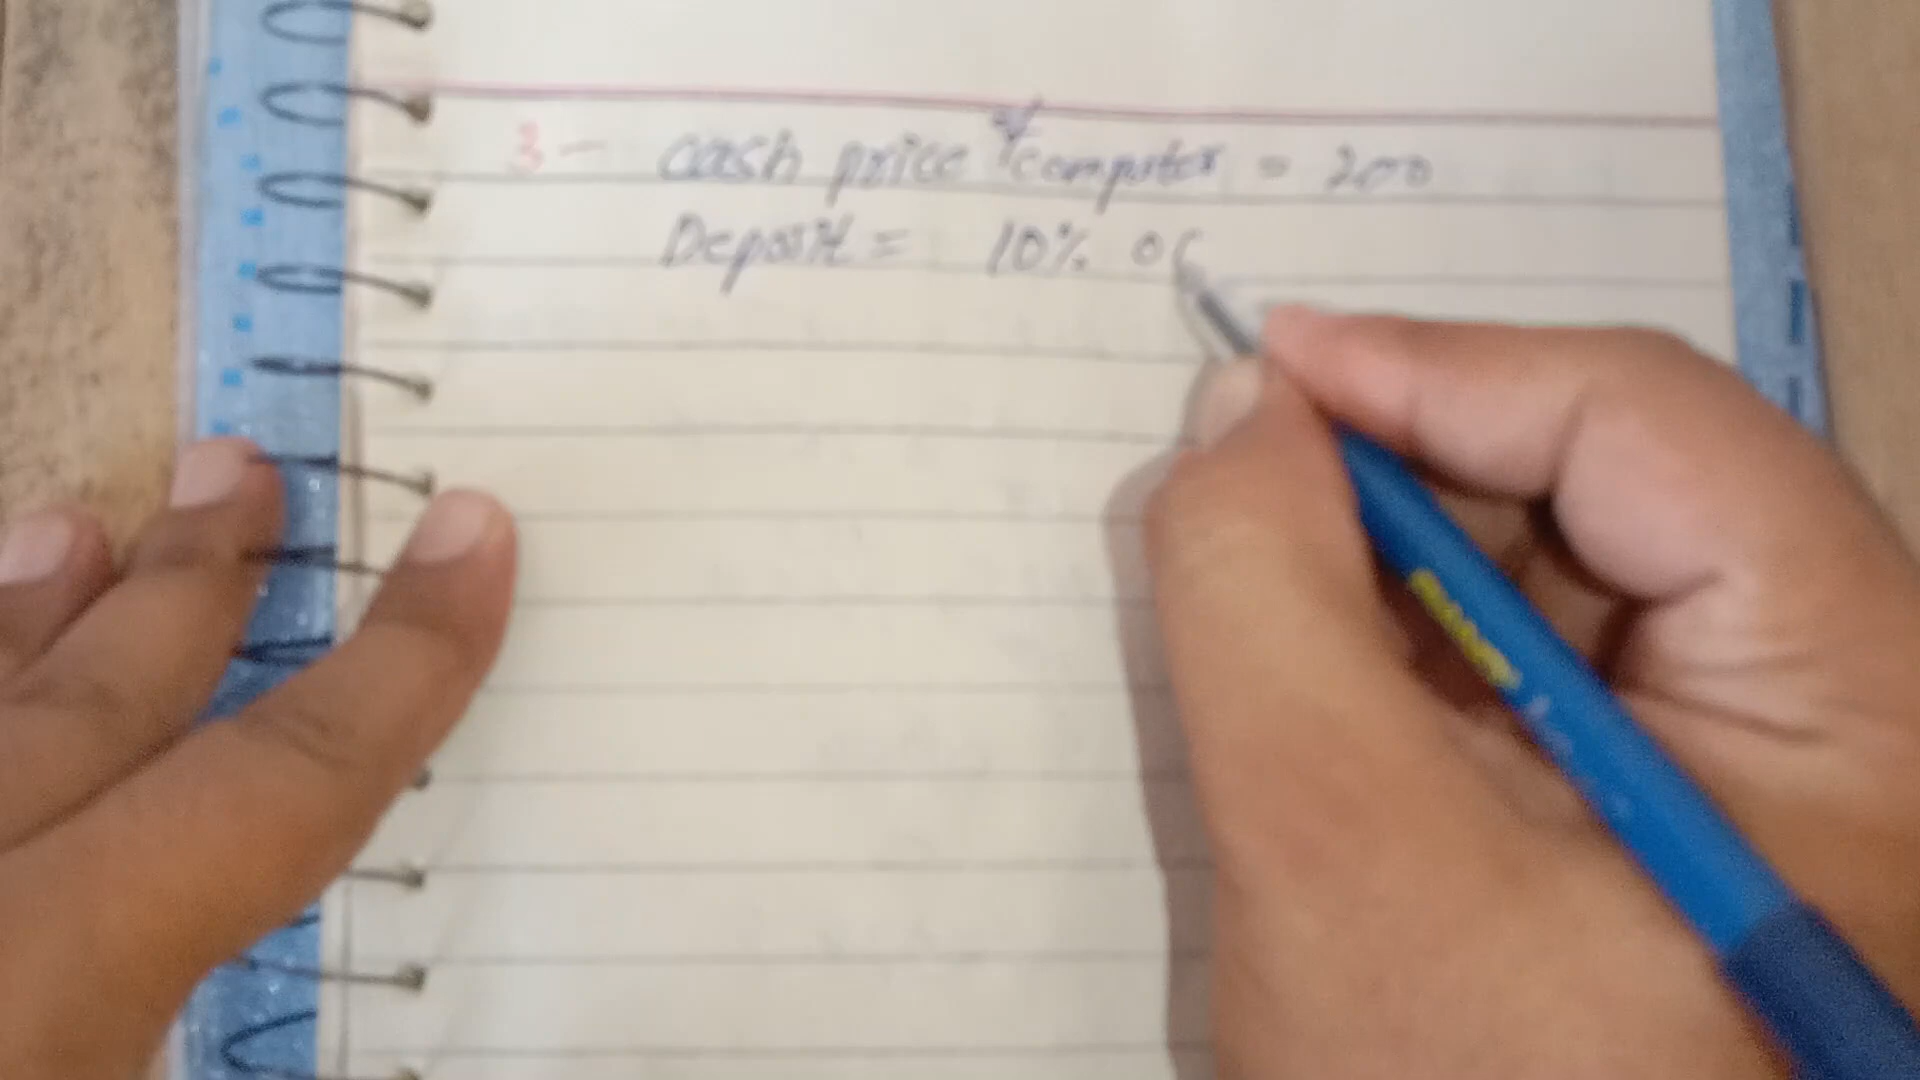 3 - cash price of computer = 200
Deposit = 10% of